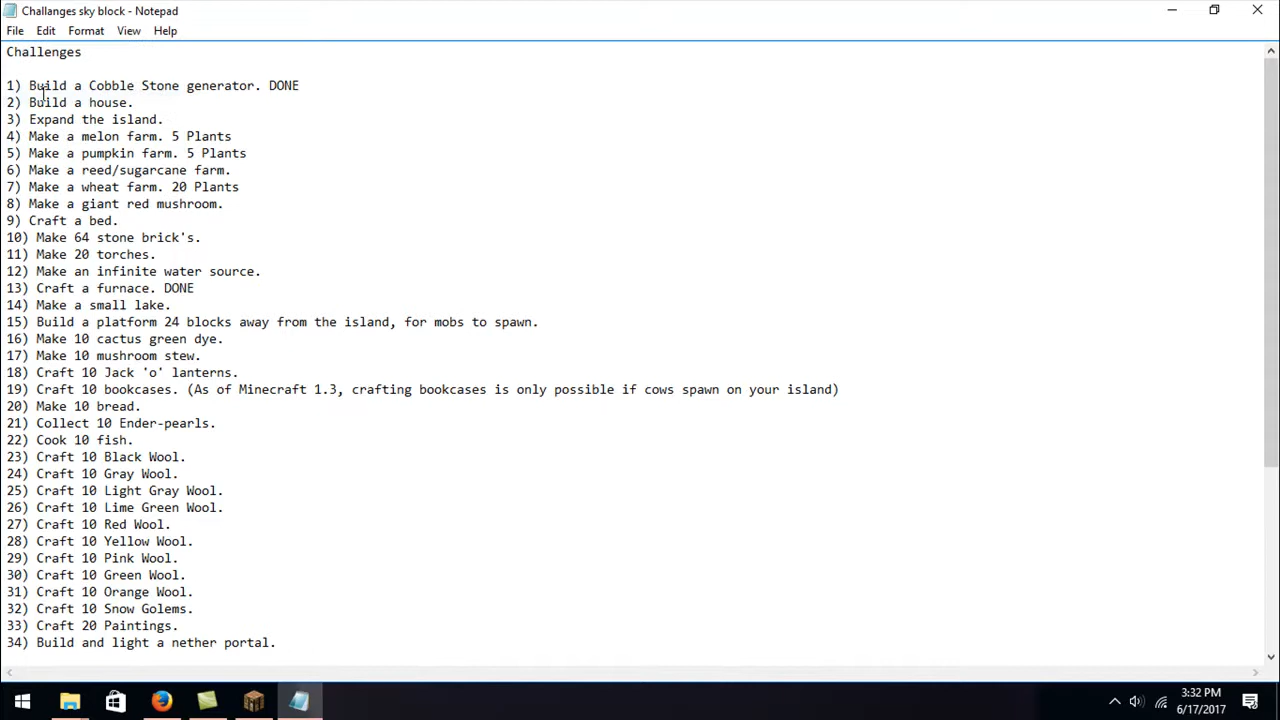 Challanges sky block - Notepad
File Edit Format View Help
Challenges
1) Build a Cobble Stone generator. DONE
2) Build a house.
3) Expand the island.
4) Make a melon farm. 5 Plants
5) Make a pumpkin farm. 5 Plants
6) Make a reed/sugarcane farm.
7) Make a wheat farm. 20 Plants
8) Make a giant red mushroom.
9) Craft a bed.
10) Make 64 stone brick's.
11) Make 20 torches.
12) Make an infinite water source.
13) Craft a furnace. DONE
14) Make a small lake.
15) Build a platform 24 blocks away from the island, for mobs to spawn.
16) Make 10 cactus green dye.
17) Make 10 mushroom stew.
18) Craft 10 Jack 'o' lanterns.
19) Craft 10 bookcases. (As of Minecraft 1.3, crafting bookcases is only possible if cows spawn on your island)
20) Make 10 bread.
21) Collect 10 Ender-pearls.
22) Cook 10 fish.
23) Craft 10 Black Wool.
24) Craft 10 Gray Wool.
25) Craft 10 Light Gray Wool.
26) Craft 10 Lime Green Wool.
27) Craft 10 Red Wool.
28) Craft 10 Yellow Wool.
29) Craft 10 Pink Wool.
30) Craft 10 Green Wool.
31) Craft 10 Orange Wool.
32) Craft 10 Snow Golems.
33) Craft 20 Paintings.
34) Build and light a nether portal.
3:32 PM
6/17/2017